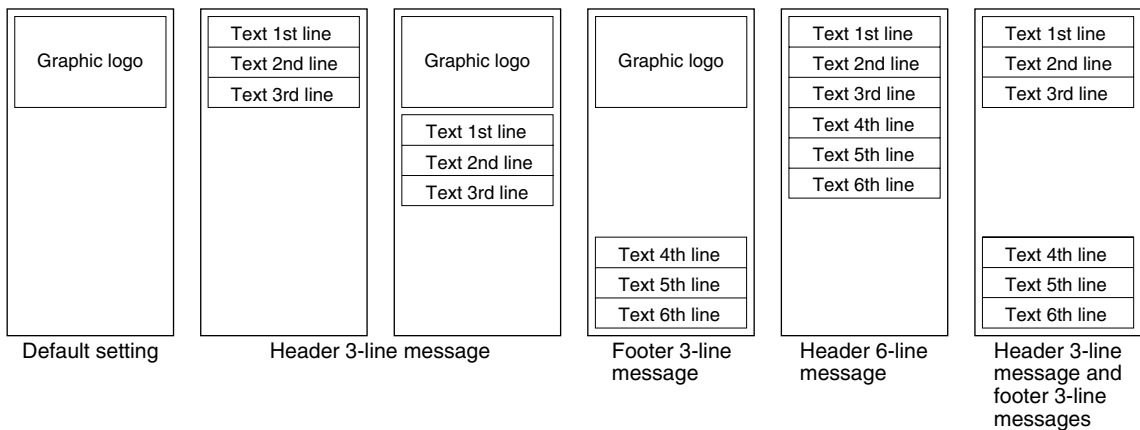 Graphic logo
Default setting
Text 1st line
Text 2nd line
Text 3rd line
Graphic logo
Text 1st line
Text 2nd line
Text 3rd line
Header 3-line message
Graphic logo
Text 4th line
Text 5th line
Text 6th line
Footer 3-line
message
Text 1st line
Text 2nd line
Text 3rd line
Text 4th line
Text 5th line
Text 6th line
Header 6-line
message
Text 1st line
Text 2nd line
Text 3rd line
Text 4th line
Text 5th line
Text 6th line
Header 3-line
message and
footer 3-line
messages